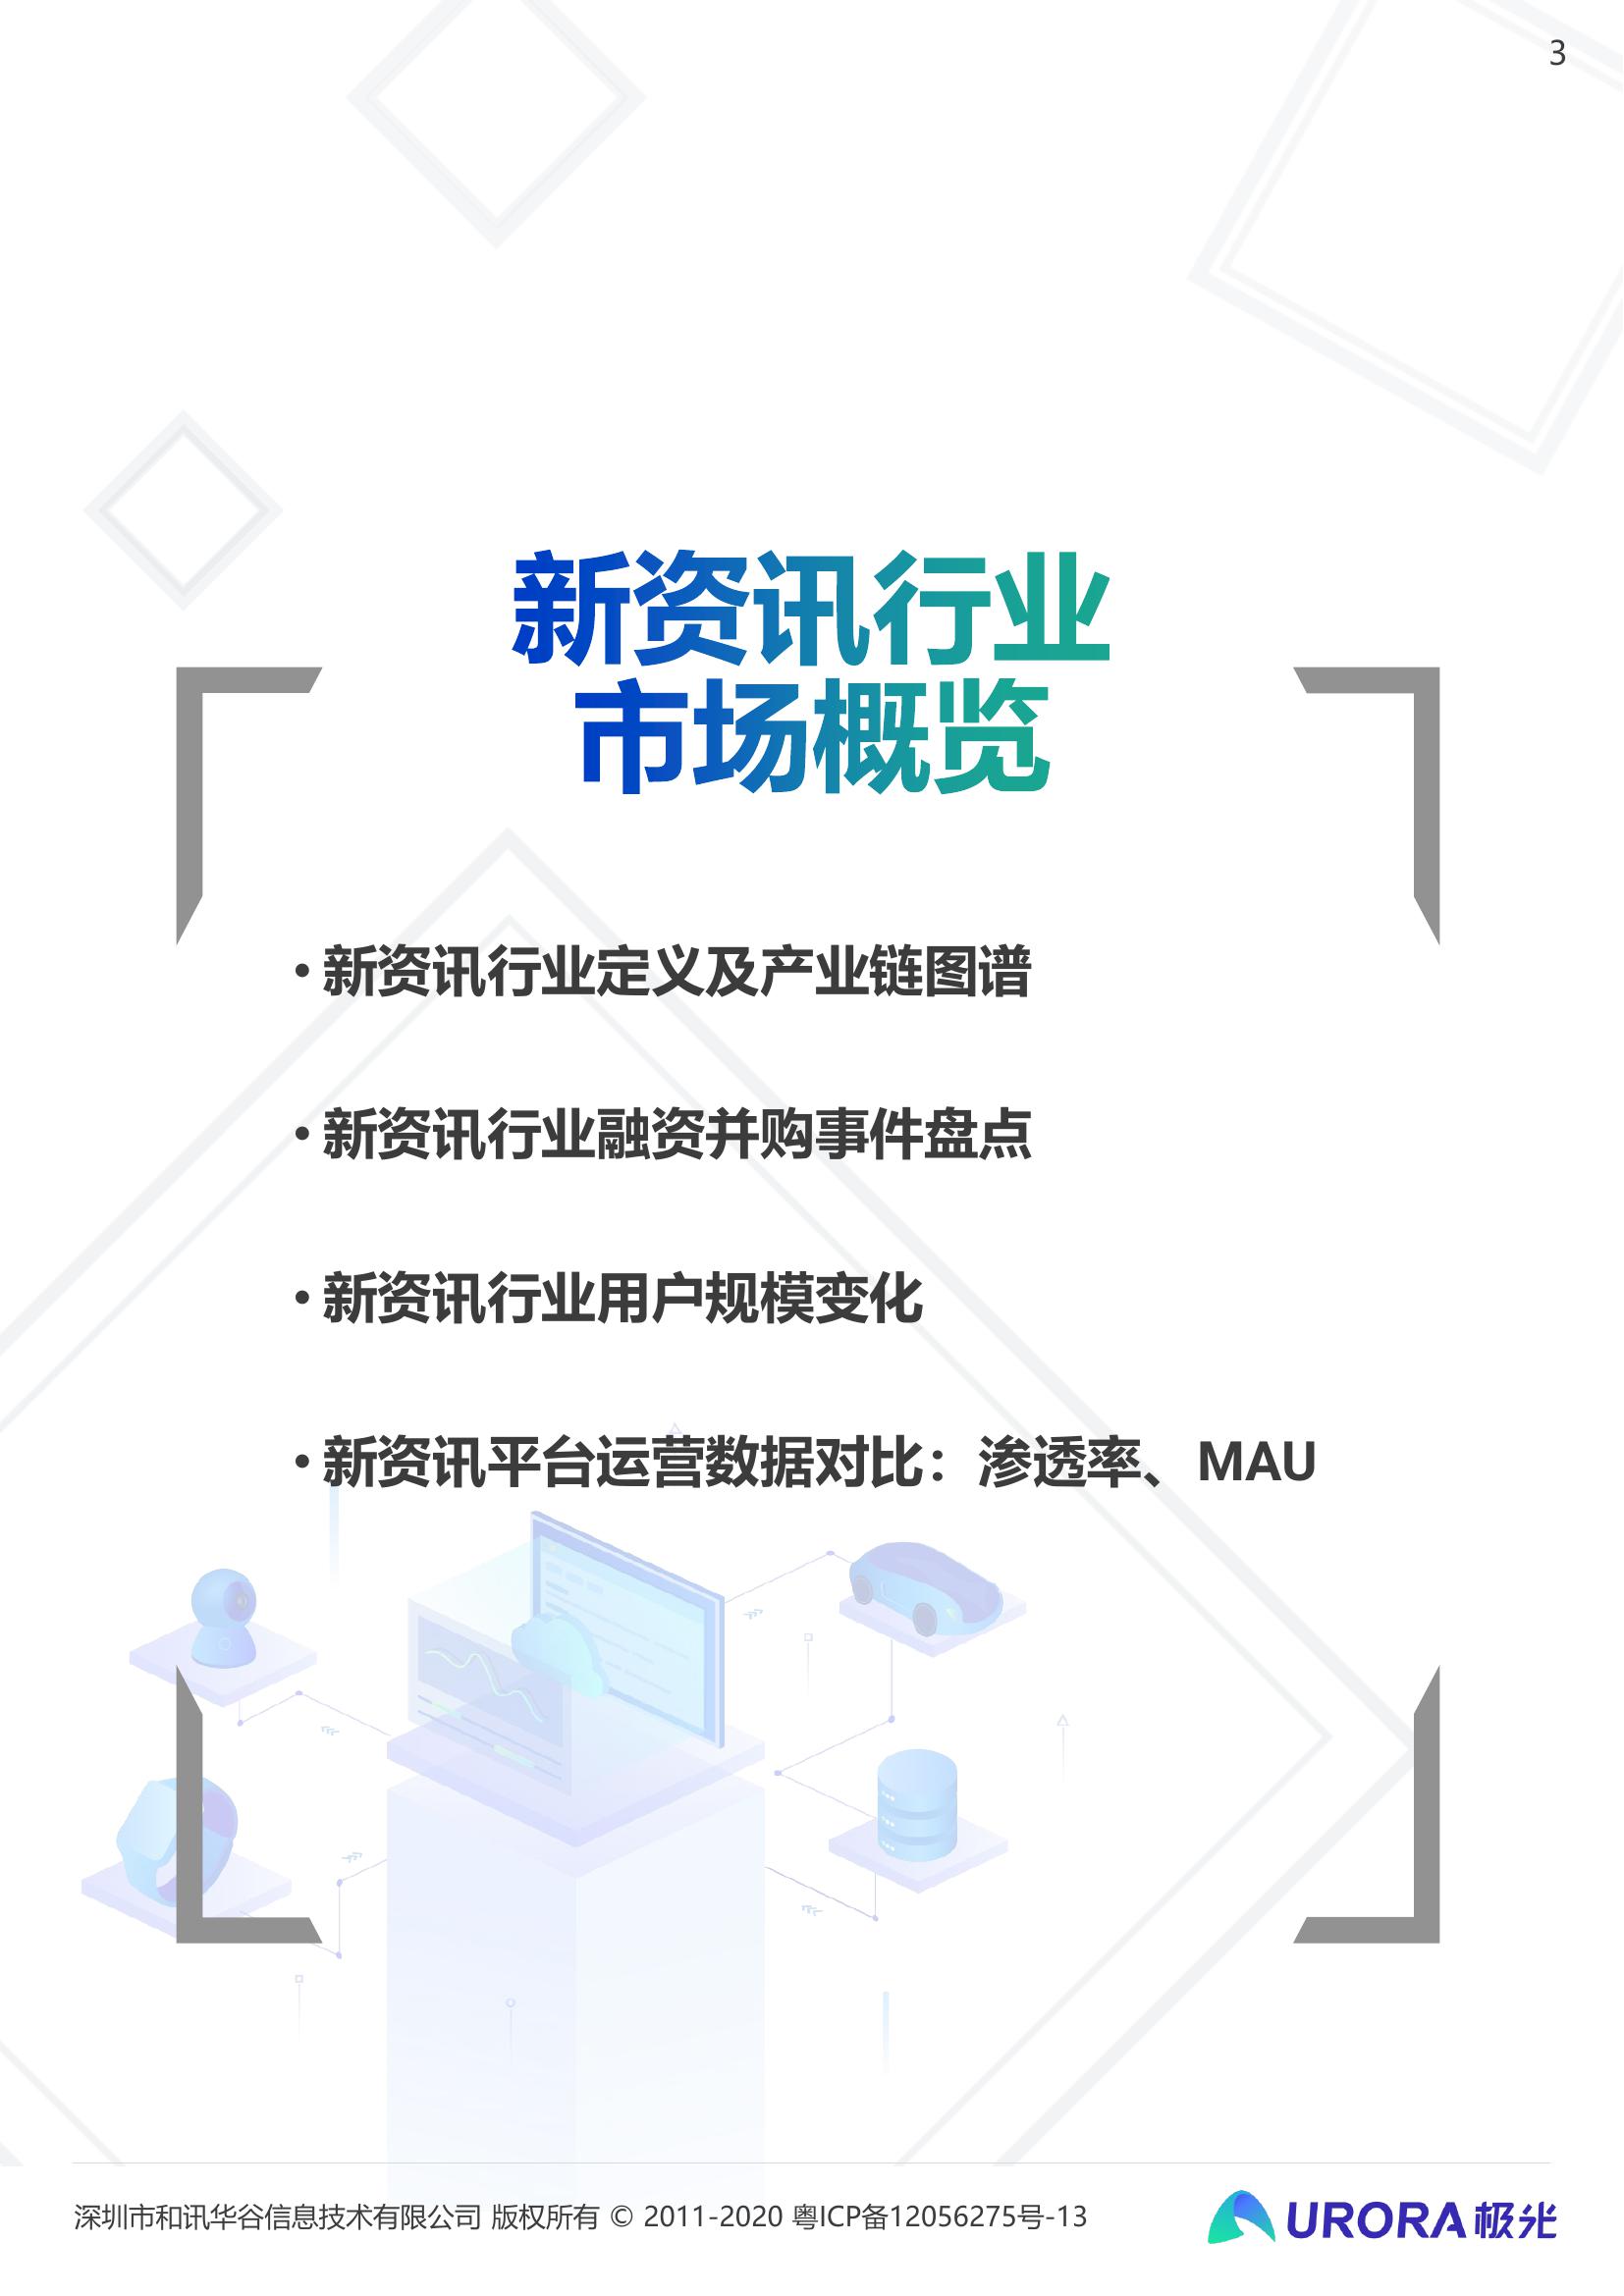 3
新资讯行业
市场概览
• 新资讯行业定义及产业链图谱
• 新资讯行业融资并购事件盘点
• 新资讯行业用户规模变化
• 新资讯平台运营数据对比：渗透率、MAU
深圳市和讯华谷信息技术有限公司 版权所有 © 2011-2020 粤ICP备12056275号-13
URORA极光